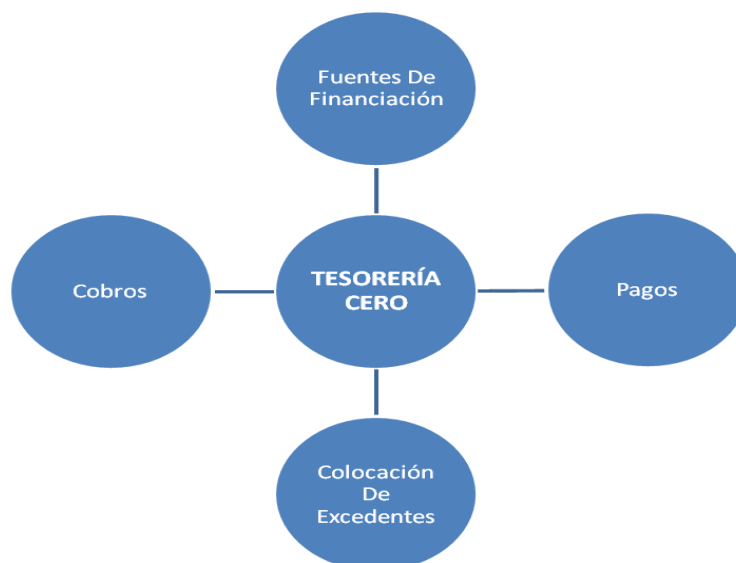 Fuentes De
Financiación
Cobros
TESORERÍA
CERO
Pagos
Colocación
De
Excedentes